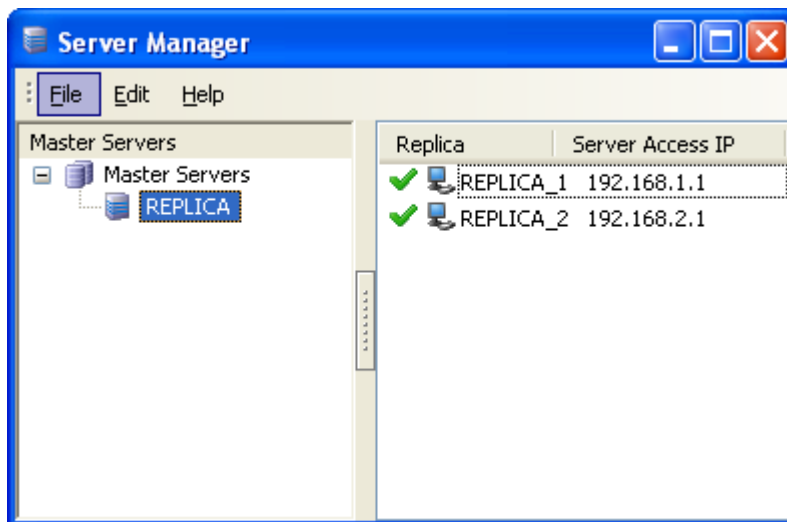 Server Manager
File Edit Help
Master Servers
Master Servers
REPLICA
Replica Server Access IP
REPLICA_1 192.168.1.1
REPLICA_2 192.168.2.1